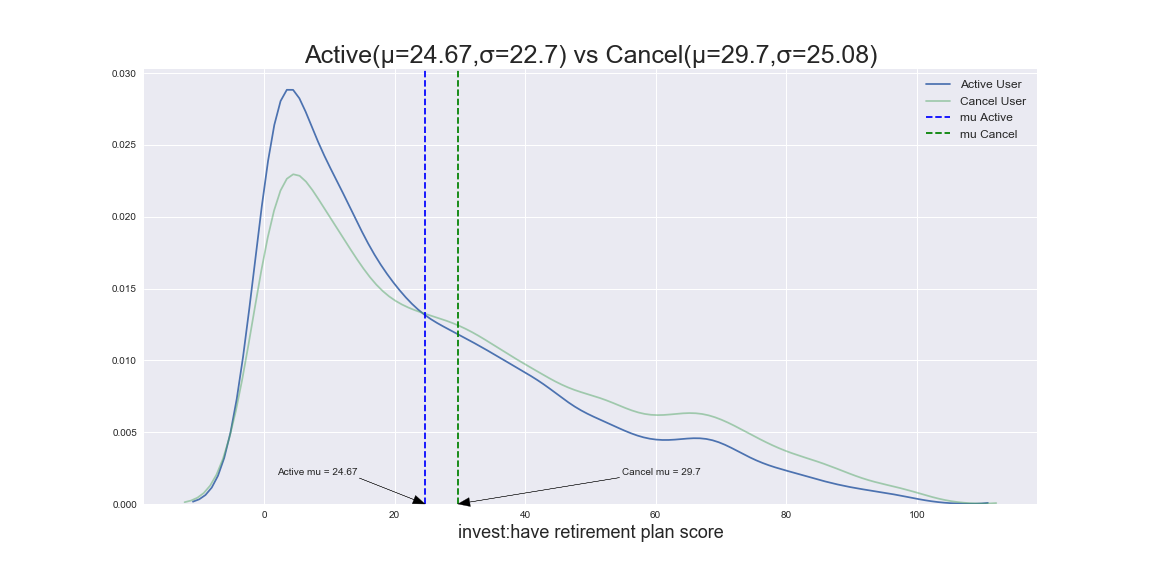 Active(μ=24.67,σ=22.7) vs Cancel(μ=29.7,σ=25.08)
0.030
0.025
0.020
0.015
0.010
0.005
0.000
Active User
Cancel User
mu Active
mu Cancel
Active mu = 24.67
Cancel mu = 29.7
0 20 40 60 80 100
invest:have retirement plan score